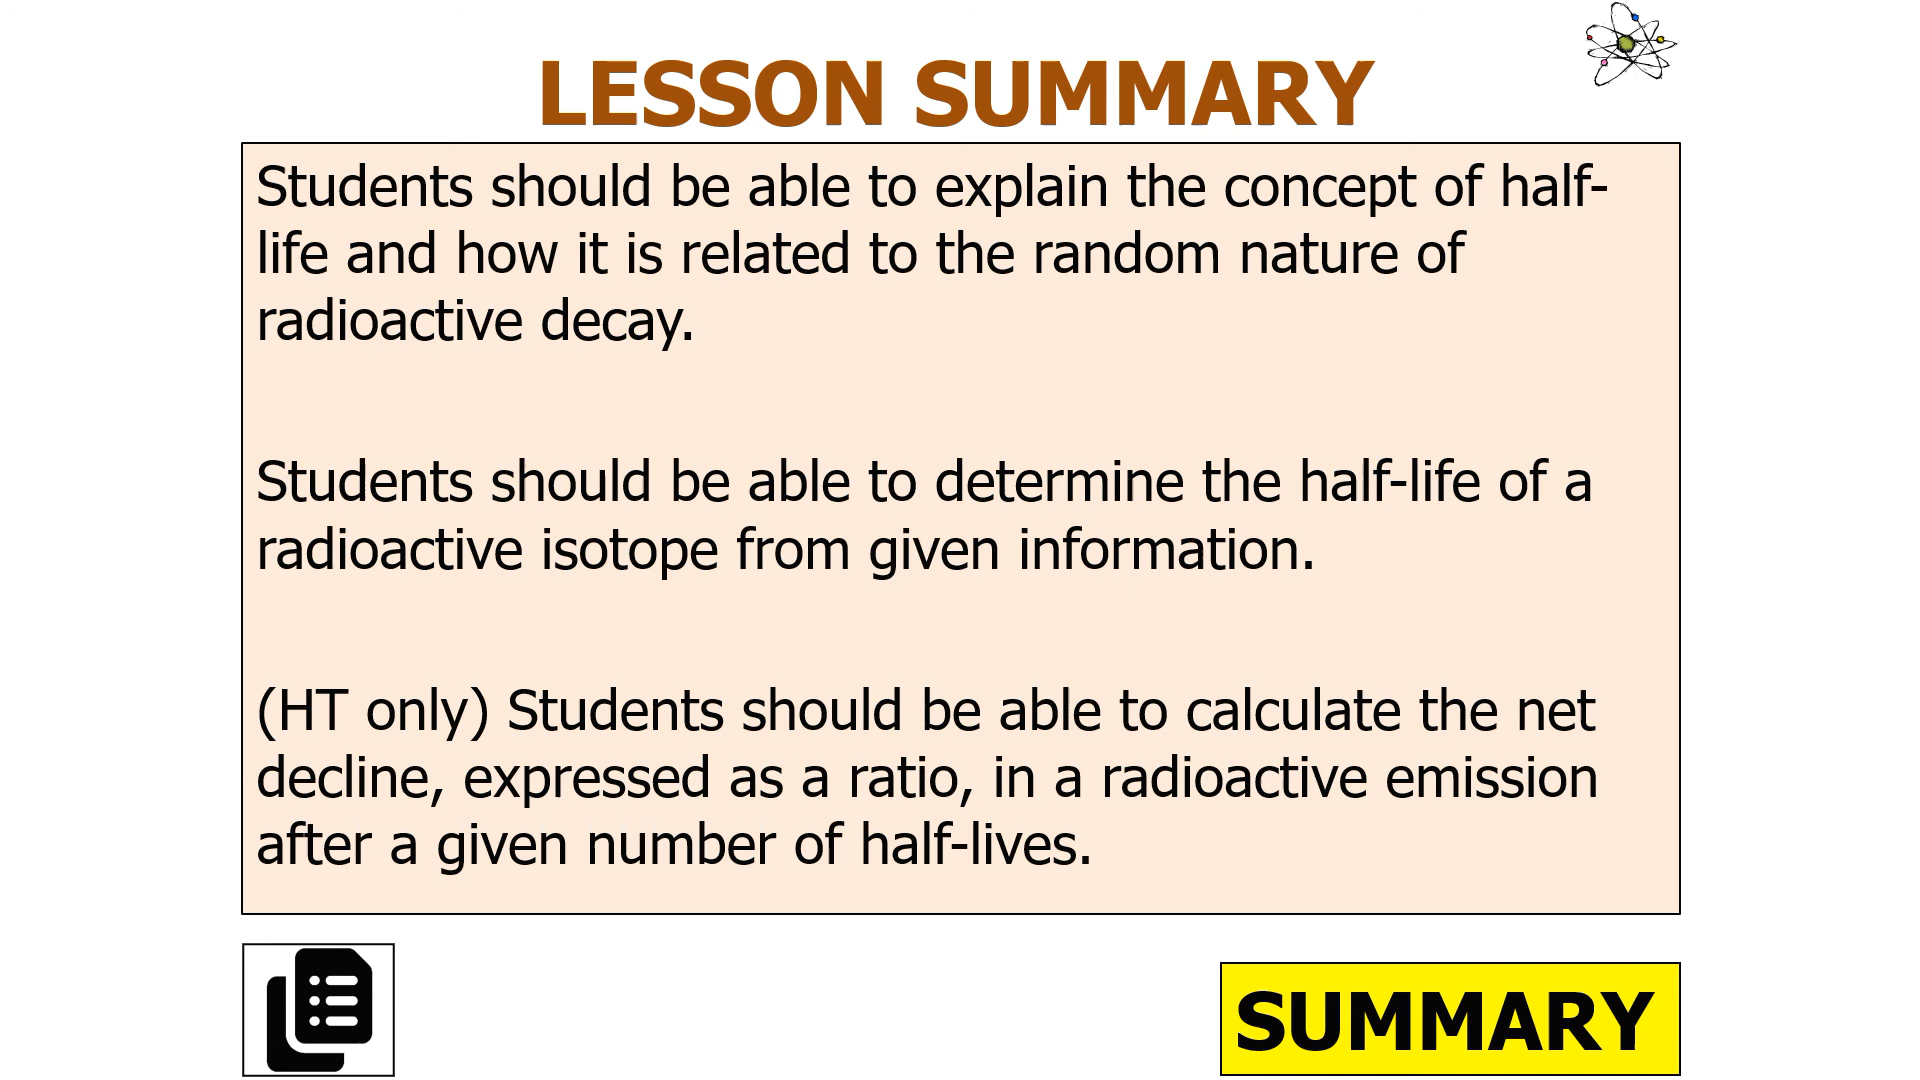 LESSON SUMMARY
Students should be able to explain the concept of half-
life and how it is related to the random nature of
radioactive decay.
Students should be able to determine the half-life of a
radioactive isotope from given information.
(HT only) Students should be able to calculate the net
decline, expressed as a ratio, in a radioactive emission
after a given number of half-lives.
SUMMARY